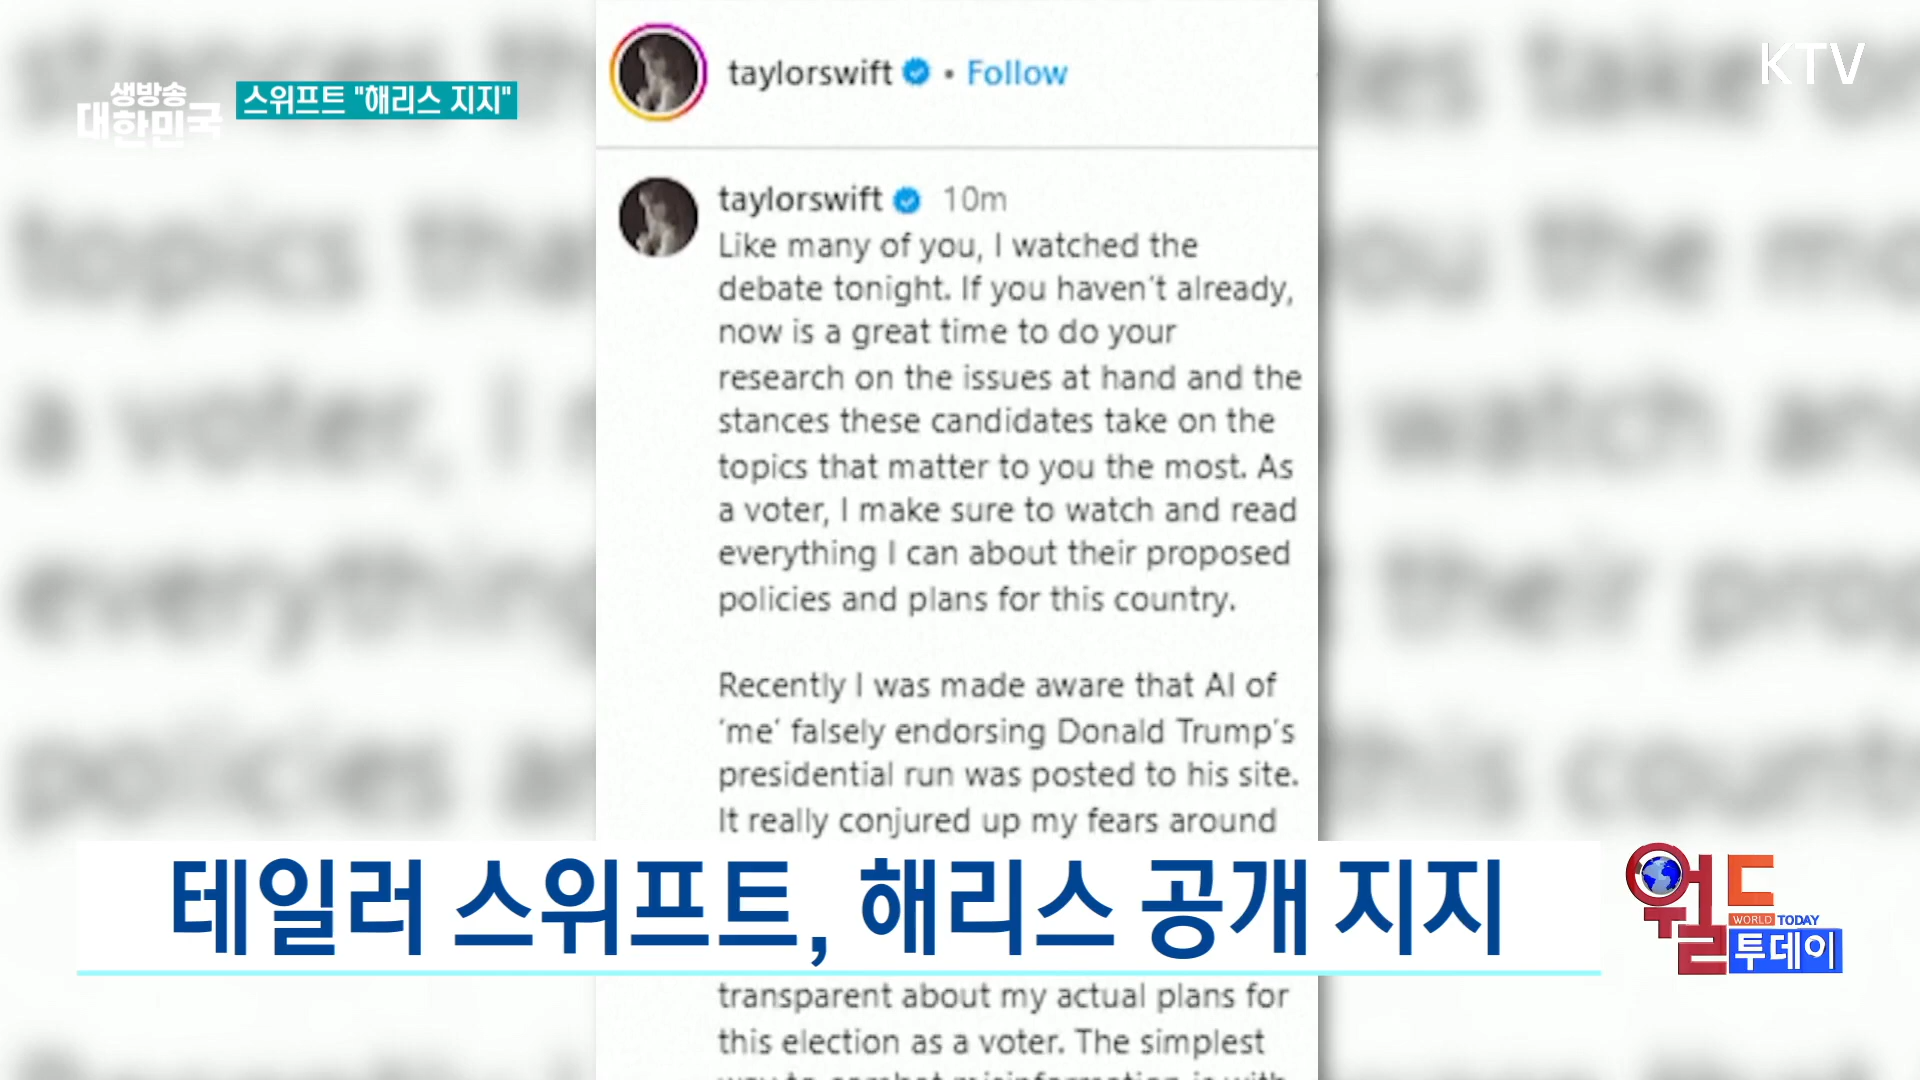 생방송
대한민국
스위프트 "해리스 지지"
KTV
taylorswift • Follow
taylorswift 10m
Like many of you, I watched the
debate tonight. If you haven't already,
now is a great time to do your
research on the issues at hand and the
stances these candidates take on the
topics that matter to you the most. As
a voter, I make sure to watch and read
everything I can about their proposed
policies and plans for this country.
Recently I was made aware that AI of
'me' falsely endorsing Donald Trump's
presidential run was posted to his site.
It really conjured up my fears around
테일러 스위프트, 해리스 공개 지지
월드
WORLD TODAY
투데이
transparent about my actual plans for
this election as a voter. The simplest
way to combat misinformation is with